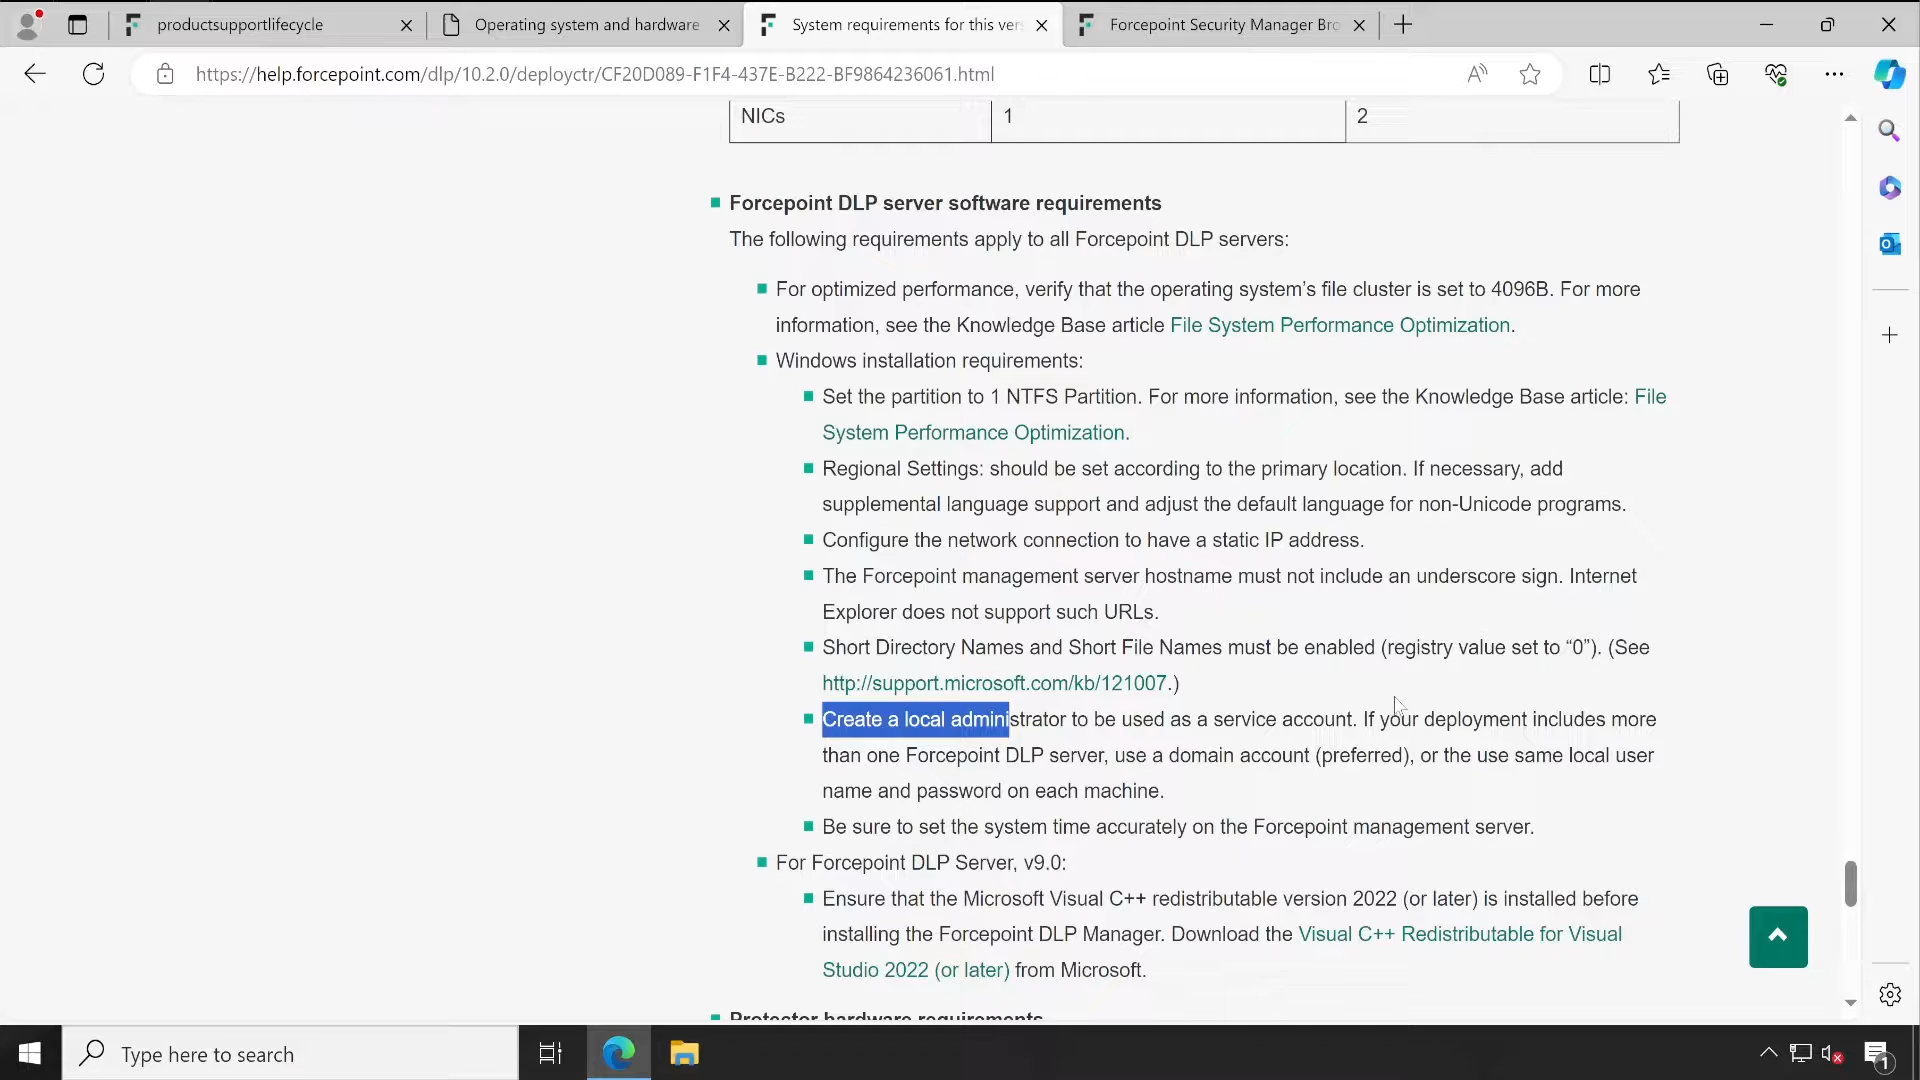 productsupportlifecycle
Operating system and hardware
System requirements for this ver
Forcepoint Security Manager Bro
https://help.forcepoint.com/dlp/10.2.0/deployctr/CF20D089-F1F4-437E-B222-BF9864236061.html
NICs 1 2
Forcepoint DLP server software requirements
The following requirements apply to all Forcepoint DLP servers:
For optimized performance, verify that the operating system’s file cluster is set to 4096B. For more
information, see the Knowledge Base article File System Performance Optimization.
Windows installation requirements:
Set the partition to 1 NTFS Partition. For more information, see the Knowledge Base article: File
System Performance Optimization.
Regional Settings: should be set according to the primary location. If necessary, add
supplemental language support and adjust the default language for non-Unicode programs.
Configure the network connection to have a static IP address.
The Forcepoint management server hostname must not include an underscore sign. Internet
Explorer does not support such URLs.
Short Directory Names and Short File Names must be enabled (registry value set to “0”). (See
http://support.microsoft.com/kb/121007.)
Create a local administrator to be used as a service account. If your deployment includes more
than one Forcepoint DLP server, use a domain account (preferred), or the use same local user
name and password on each machine.
Be sure to set the system time accurately on the Forcepoint management server.
For Forcepoint DLP Server, v9.0:
Ensure that the Microsoft Visual C++ redistributable version 2022 (or later) is installed before
installing the Forcepoint DLP Manager. Download the Visual C++ Redistributable for Visual
Studio 2022 (or later) from Microsoft.
Protector hardware requirements
Type here to search
1